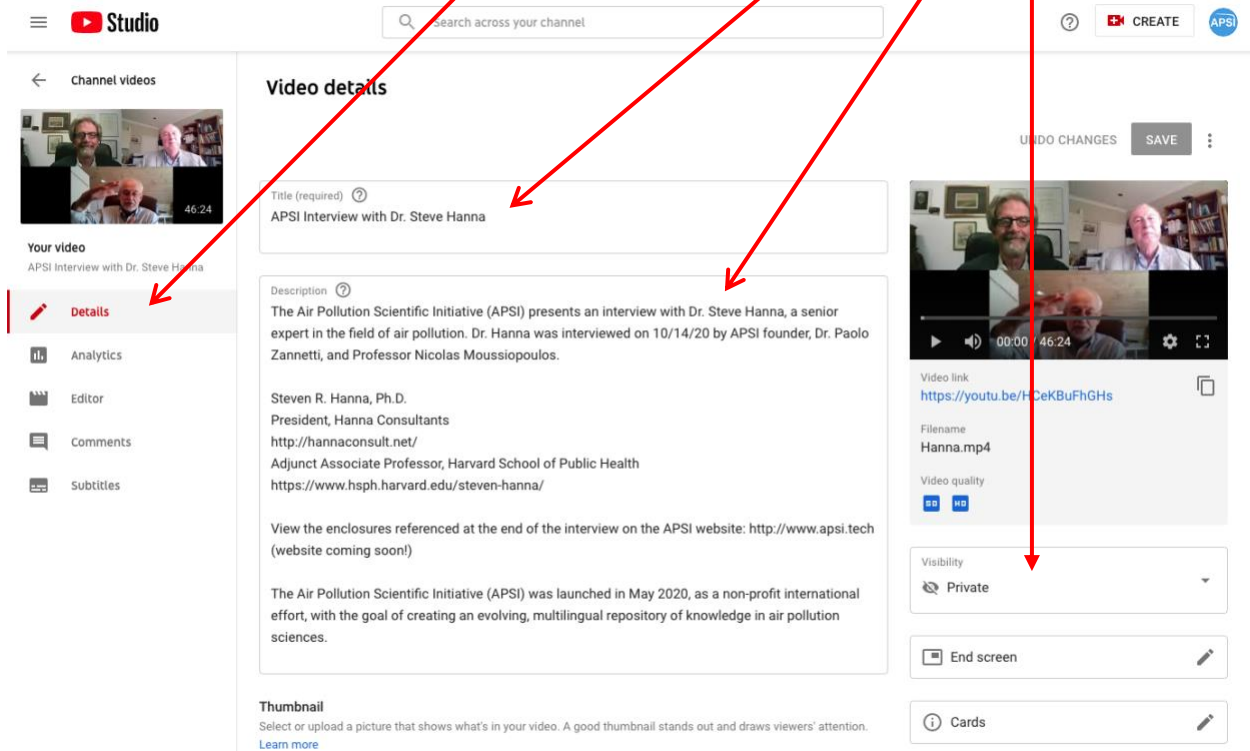 Studio
Search across your channel
CREATE
APSI
Channel videos
46:24
Your video
APSI Interview with Dr. Steve Hanna
Details
Analytics
Editor
Comments
Subtitles
Video details
UNDO CHANGES
SAVE
Title (required)
APSI Interview with Dr. Steve Hanna
Description
The Air Pollution Scientific Initiative (APSI) presents an interview with Dr. Steve Hanna, a senior
expert in the field of air pollution. Dr. Hanna was interviewed on 10/14/20 by APSI founder, Dr. Paolo
Zannetti, and Professor Nicolas Moussiopoulos.
Steven R. Hanna, Ph.D.
President, Hanna Consultants
http://hannaconsult.net/
Adjunct Associate Professor, Harvard School of Public Health
https://www.hsph.harvard.edu/steven-hanna/
View the enclosures referenced at the end of the interview on the APSI website: http://www.apsi.tech
(website coming soon!)
The Air Pollution Scientific Initiative (APSI) was launched in May 2020, as a non-profit international
effort, with the goal of creating an evolving, multilingual repository of knowledge in air pollution
sciences.
Thumbnail
Select or upload a picture that shows what's in your video. A good thumbnail stands out and draws viewers' attention.
Learn more
00:00 / 46:24
Video link
https://youtu.be/HCeKBuFhGHs
Filename
Hanna.mp4
Video quality
SD HD
Visibility
Private
End screen
Cards